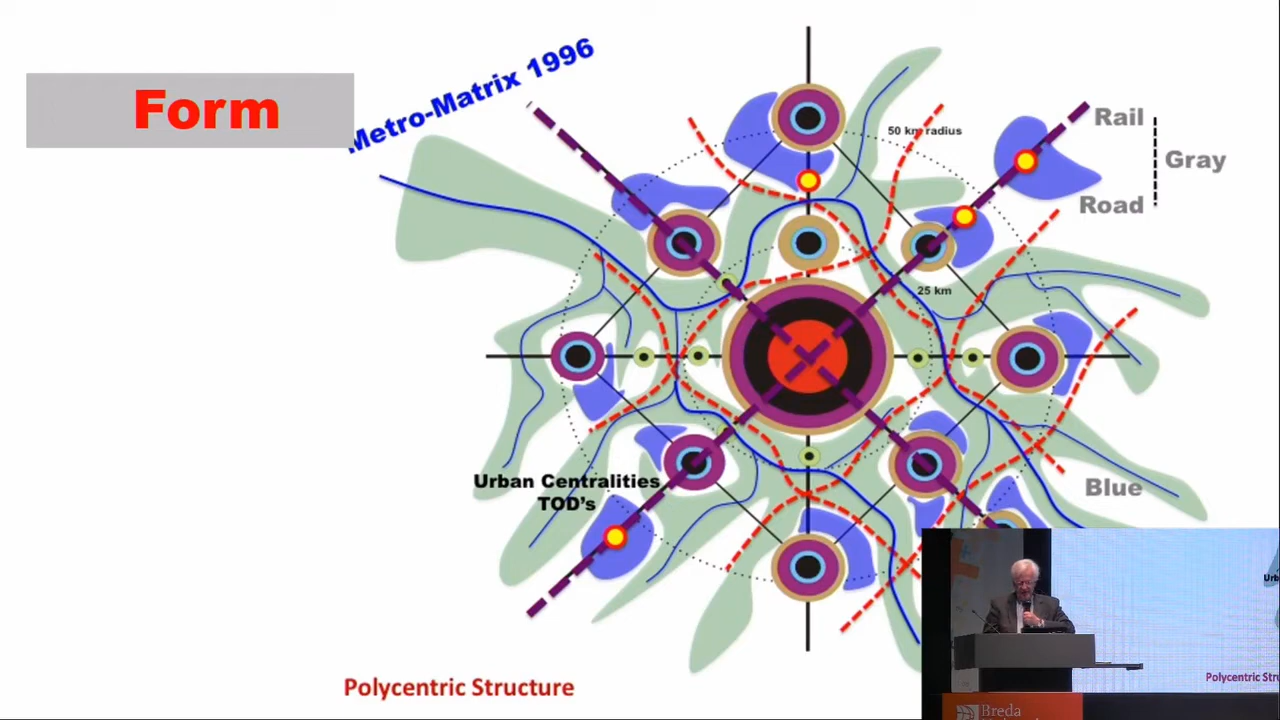 Form
Metro-Matrix 1996
50 km radius
Rail
Gray
Road
25 km
Urban Centralities
TOD's
Blue
Polycentric Structure
Urb
Polycentric Stru
Breda